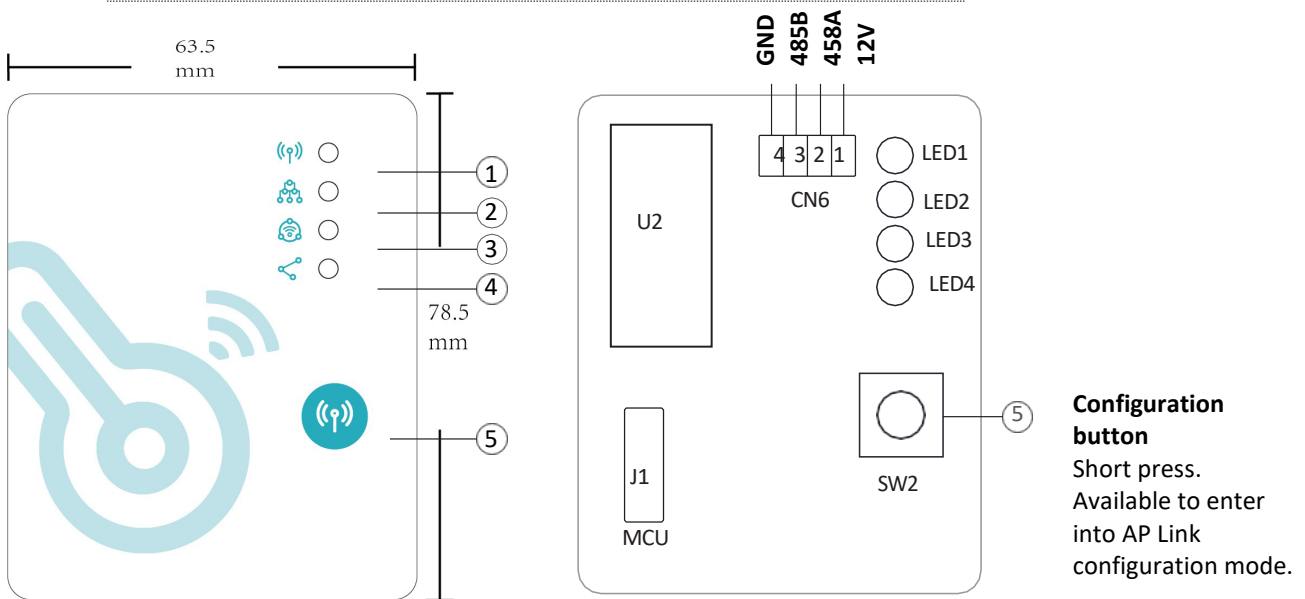 63.5
mm
1
2
3
4
78.5
mm
5
GND
485B
458A
12V
4 3 2 1
CN6
LED1
LED2
LED3
LED4
U2
J1
MCU
SW2
5
Configuration
button
Short press.
Available to enter
into AP Link
configuration mode.